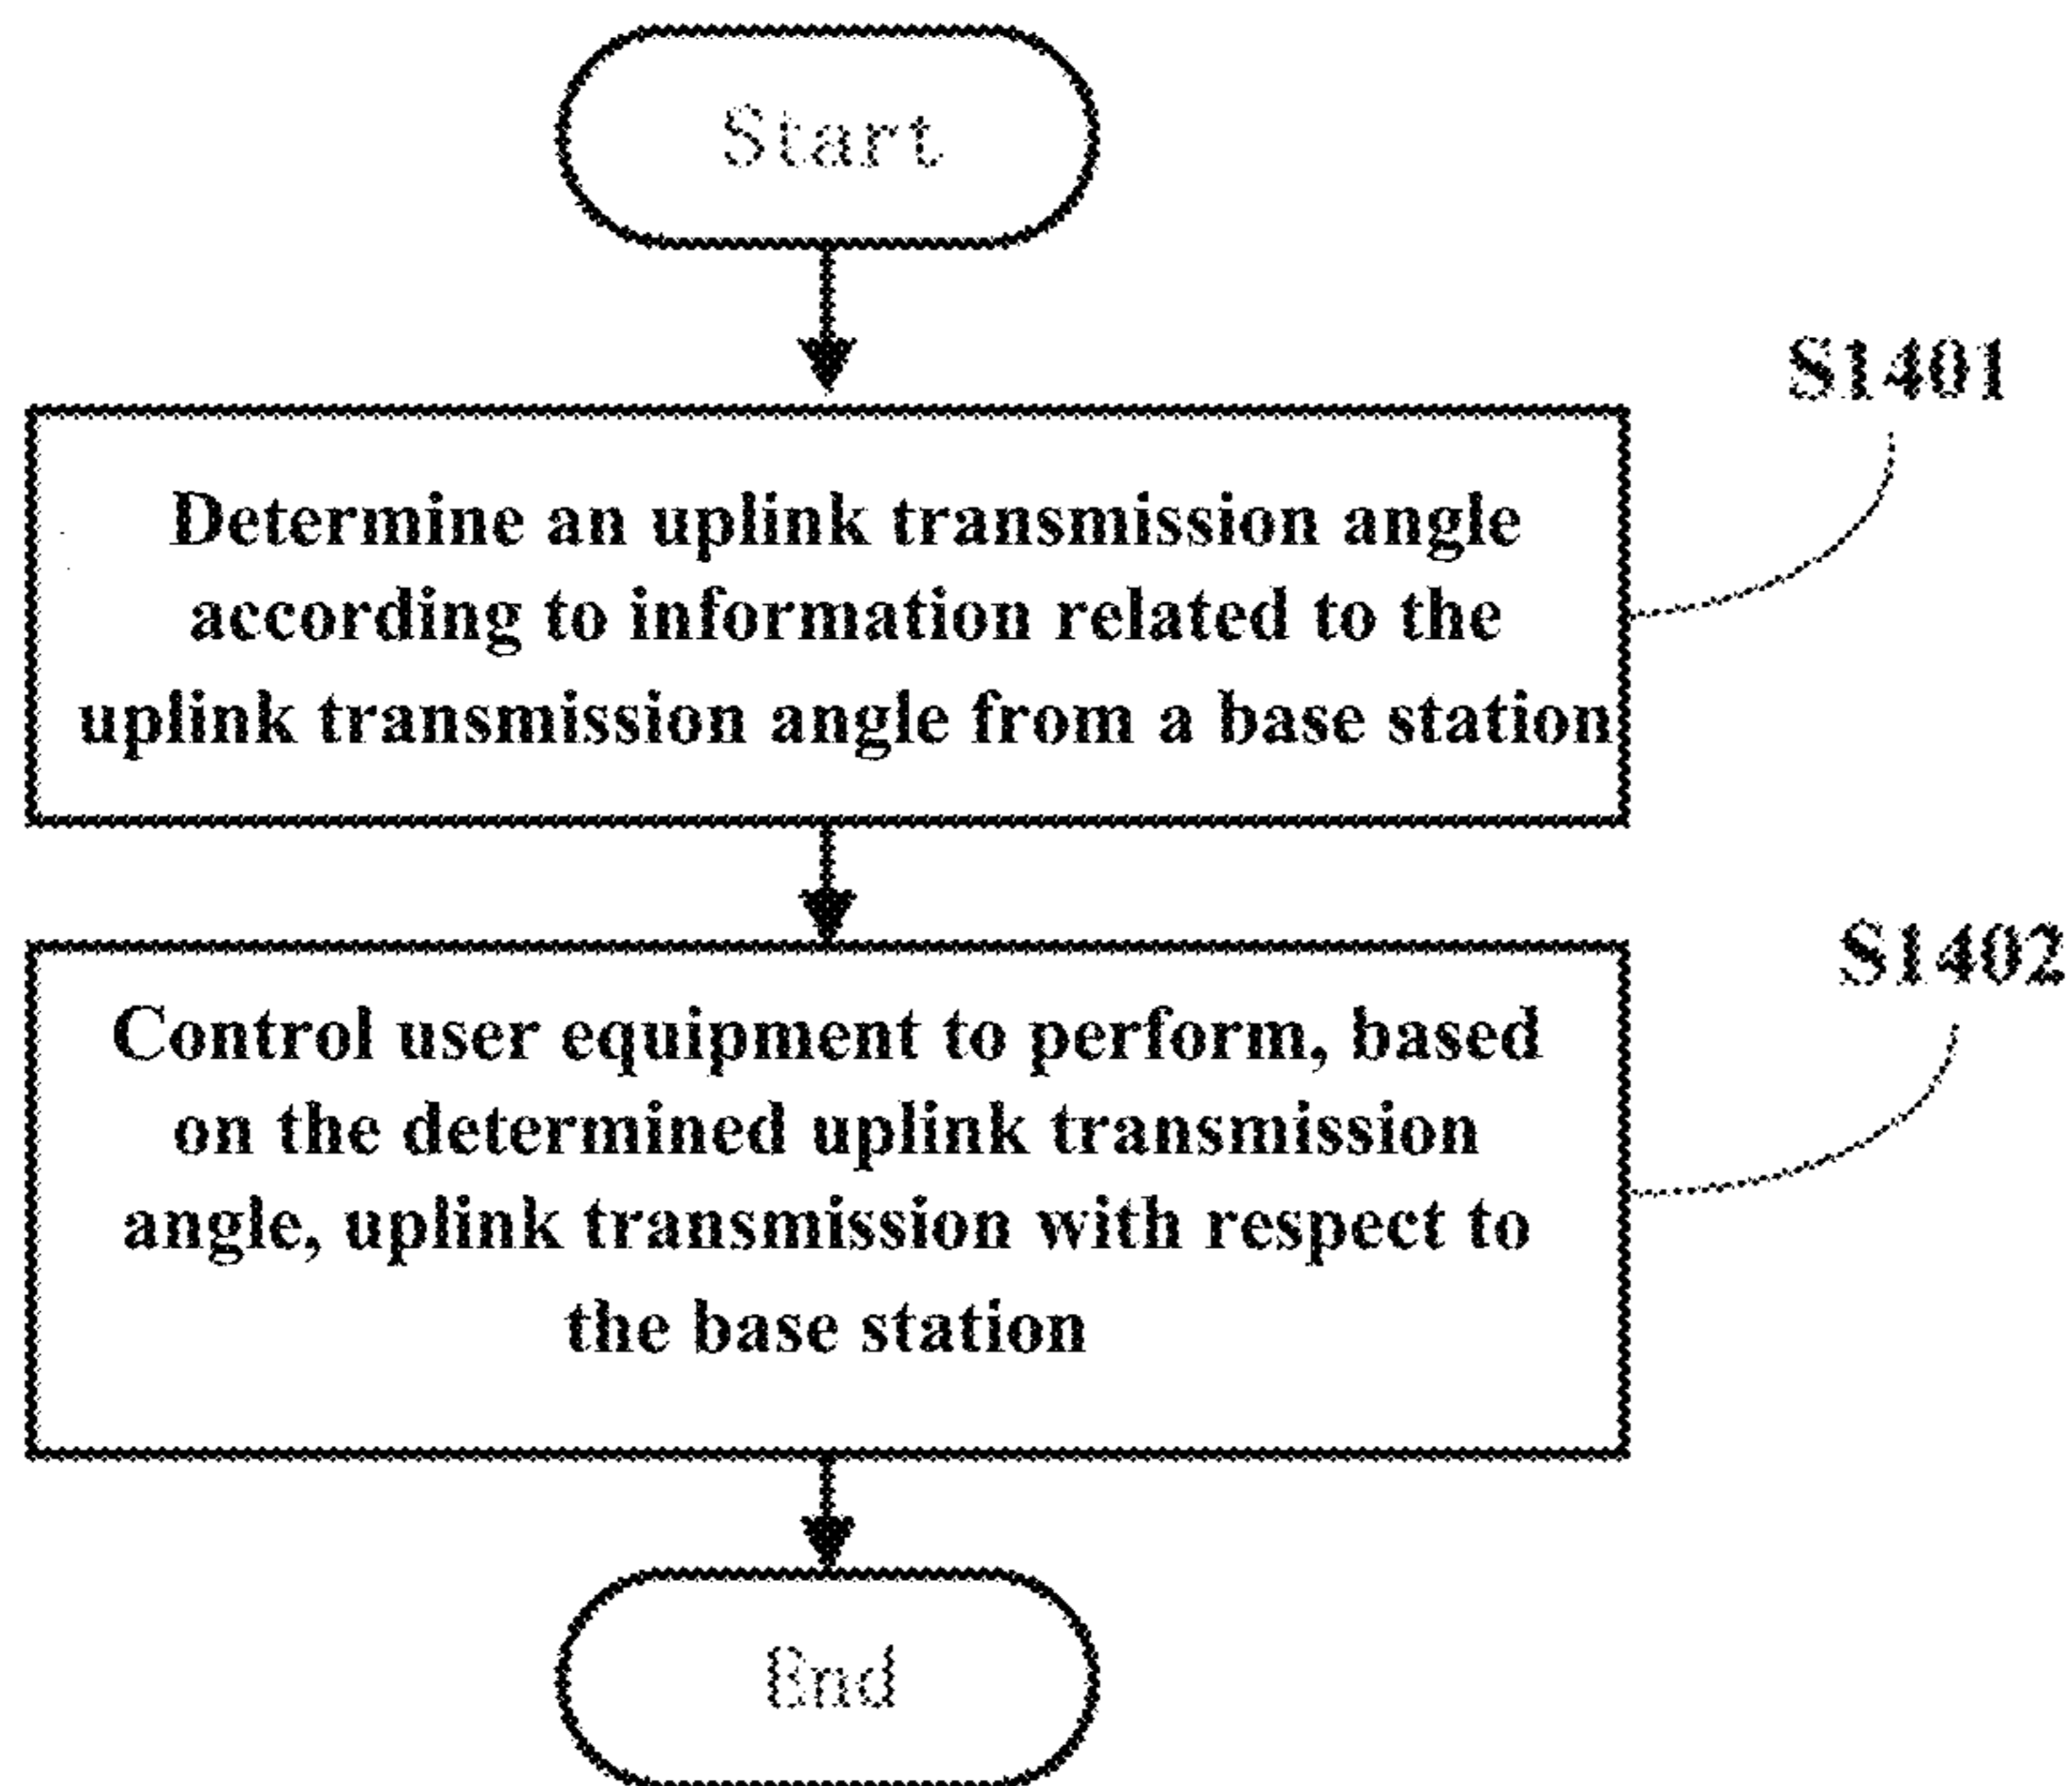 Start
S1401
Determine an uplink transmission angle
according to information related to the
uplink transmission angle from a base station
S1402
Control user equipment to perform, based
on the determined uplink transmission
angle, uplink transmission with respect to
the base station
End